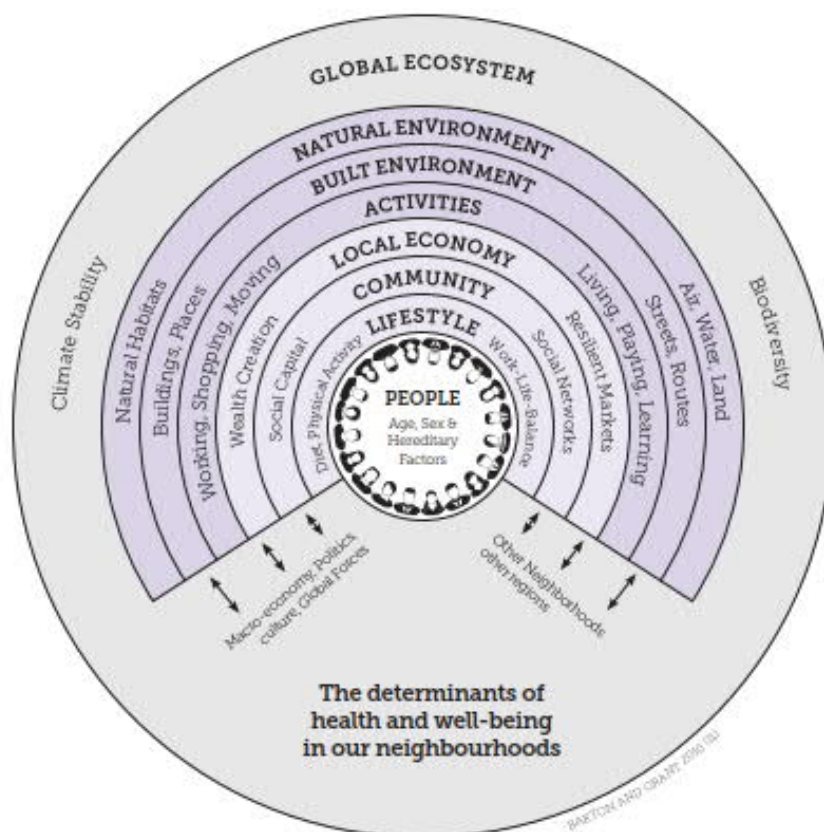 GLOBAL ECOSYSTEM
NATURAL ENVIRONMENT
BUILT ENVIRONMENT
ACTIVITIES
LOCAL ECONOMY
COMMUNITY
LIFESTYLE
PEOPLE
Age, Sex &
Hereditary
Factors
Climate Stability
Natural Habitats
Buildings, Places
Working, Shopping, Moving
Wealth Creation
Social Capital
Diet, Physical Activity
Work-Life-Balance
Social Networks
Resilient Markets
Living, Playing, Learning
Streets, Routes
Air, Water, Land
Biodiversity
Macro-economy, Politics,
culture, Global Forces
Other Neighborhoods
other regions
The determinants of
health and well-being
in our neighbourhoods
BARTON AND GRANT 2010